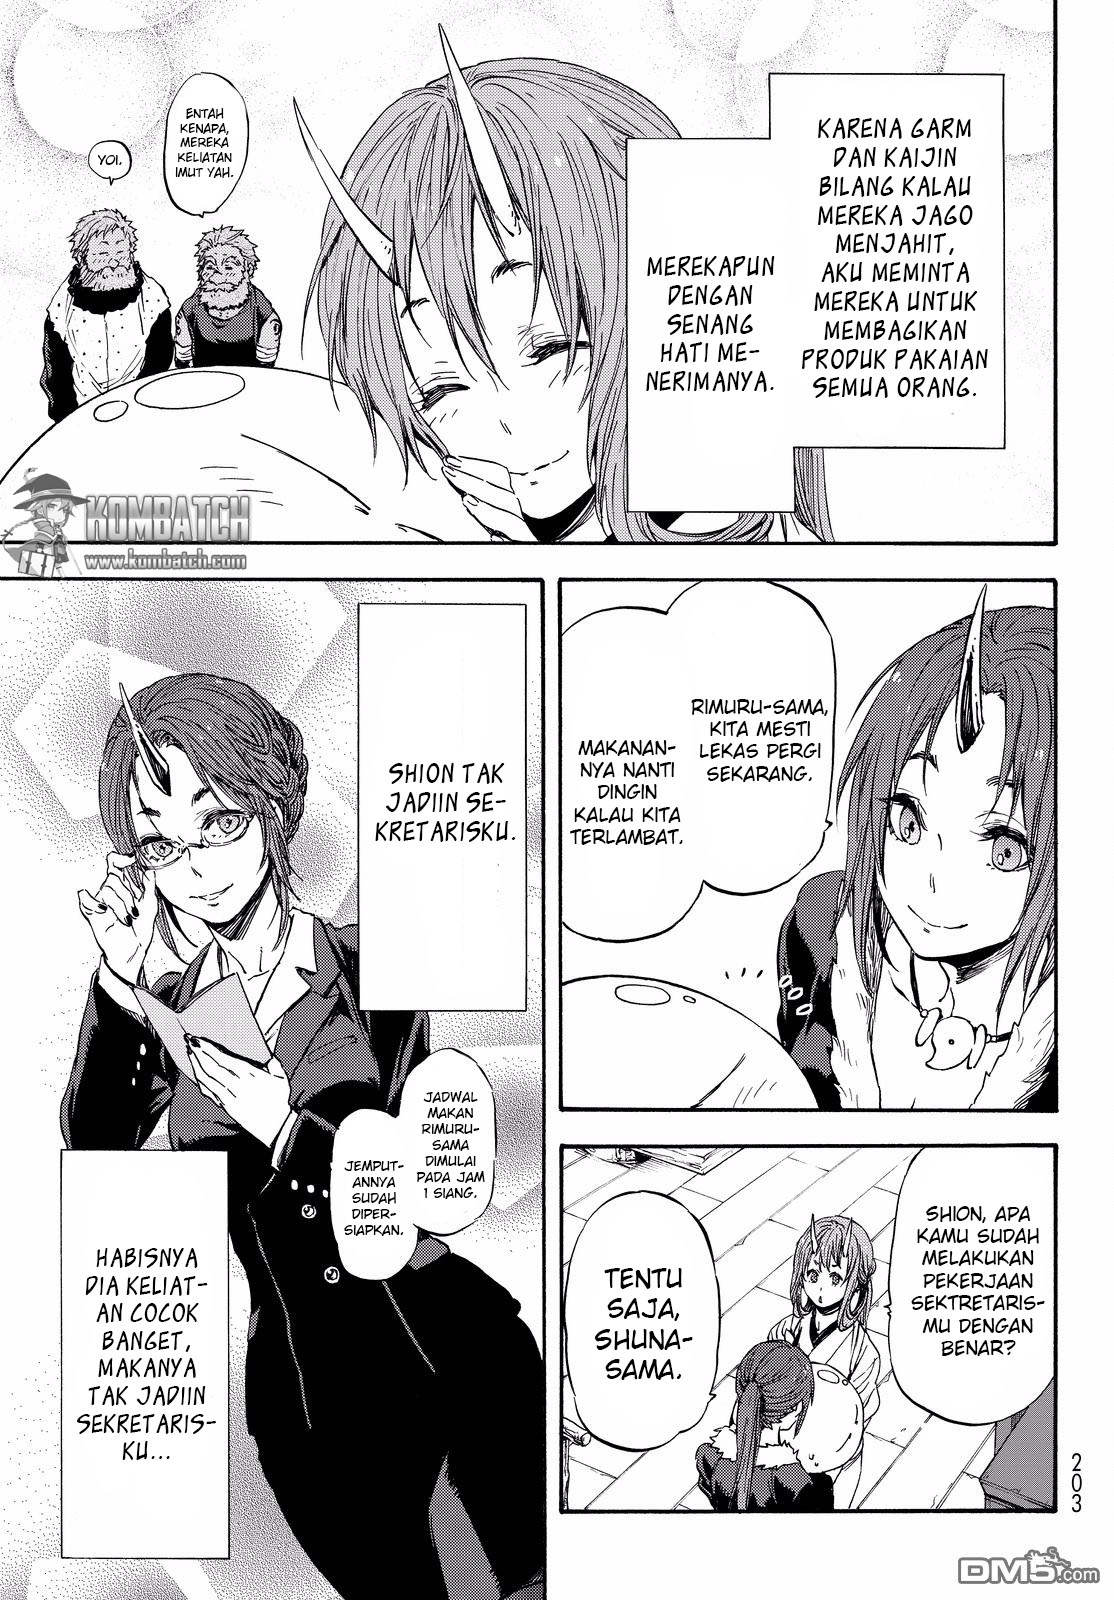 KARENA GARM
DAN KAIJIN
BILANG KALAU
MEREKA JAGO
MENJAHIT,
AKU MEMINTA
MEREKA UNTUK
MEMBAGIKAN
PRODUK PAKAIAN
SEMUA ORANG.
MEREKAPUN
DENGAN
SENANG
HATI ME-
NERIMANYA.
ENTAH
KENAPA,
MEREKA
KELIATAN
IMUT YAH.
YOI.
KOMBATCH
www.kombatch.com
RIMURU-SAMA,
KITA MESTI
LEKAS PERGI
SEKARANG.
MAKANAN-
NYA NANTI
DINGIN
KALAU KITA
TERLAMBAT.
SHION, APA
KAMU SUDAH
MELAKUKAN
PEKERJAAN
SEKTRETARIS-
MU DENGAN
BENAR?
TENTU
SAJA,
SHUNA-
SAMA.
SHION TAK
JADIIN SE-
KRETARISKU.
JADWAL
MAKAN
RIMURU-
SAMA
DIMULAI
PADA JAM
1 SIANG.
JEMPUT-
ANNYA
SUDAH
DIPER-
SIAPKAN.
HABISNYA
DIA KELIAT-
AN COCOK
BANGET,
MAKANYA
TAK JADIIN
SEKRETARIS-
KU...
203
DM5.com